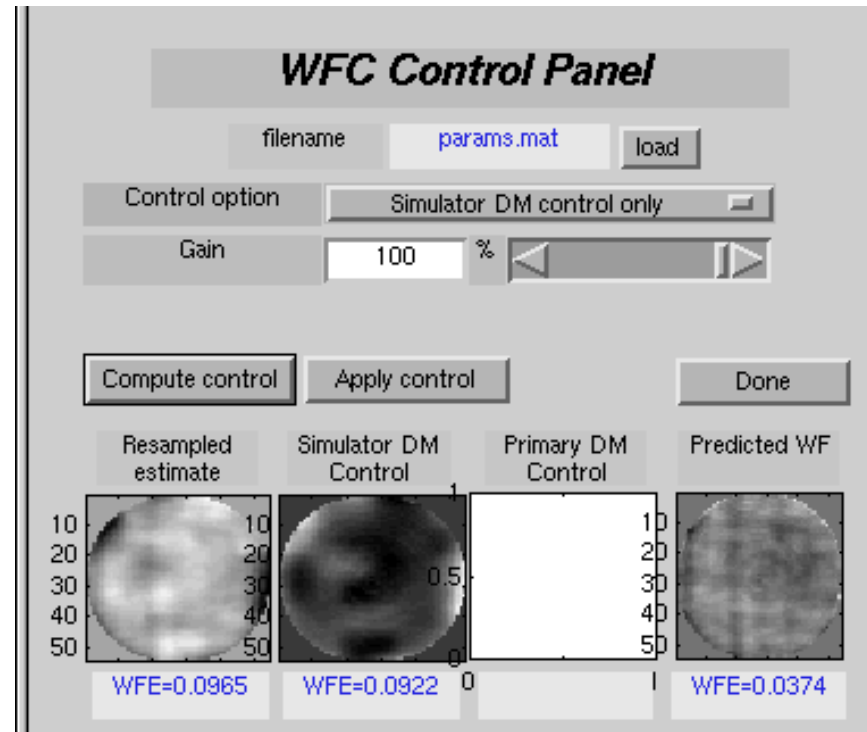 WFC Control Panel
filename params.mat load
Control option Simulator DM control only
Gain 100 %
Compute control Apply control Done
Resampled estimate
Simulator DM Control
Primary DM Control
Predicted WF
10
20
30
40
50
10
20
30
40
50
1
0.5
0
0 1
10
20
30
40
50
WFE=0.0965 WFE=0.0922 WFE=0.0374